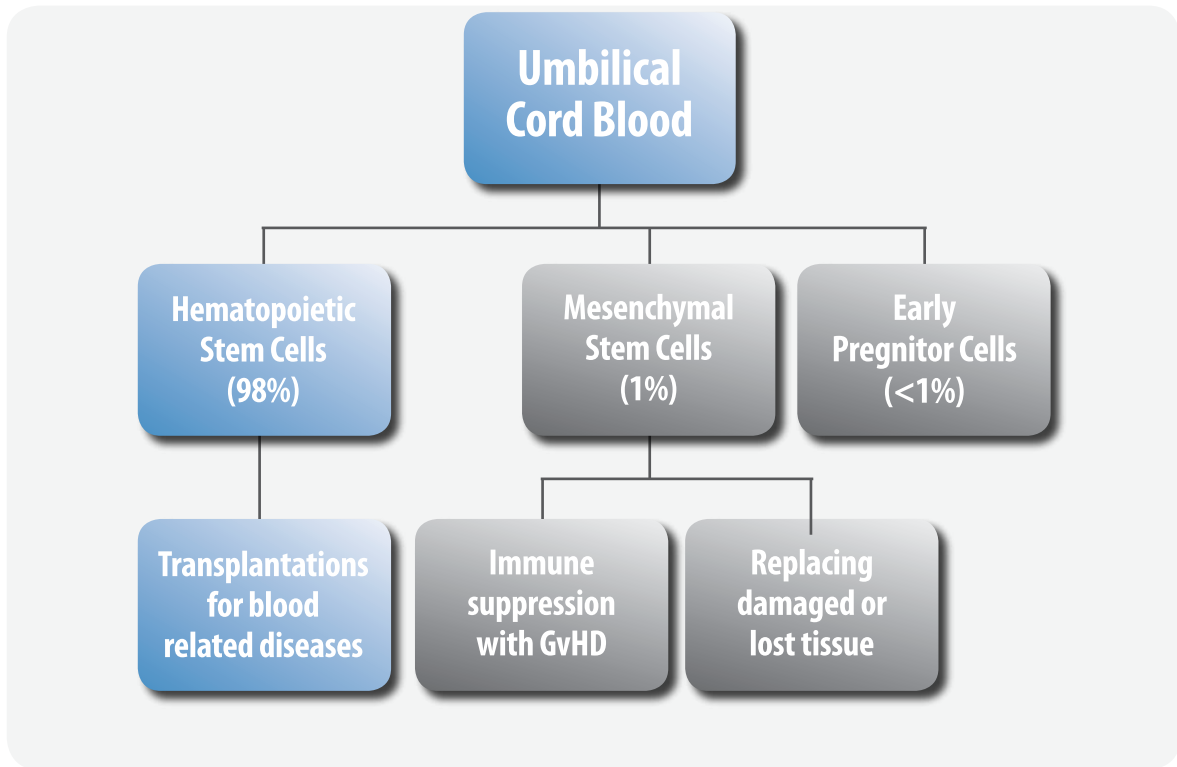 Umbilical
Cord Blood
Hematopoietic
Stem Cells
(98%)
Mesenchymal
Stem Cells
(1%)
Early
Pregnitor Cells
(<1%)
Transplantations
for blood
related diseases
Immune
suppression
with GvHD
Replacing
damaged or
lost tissue